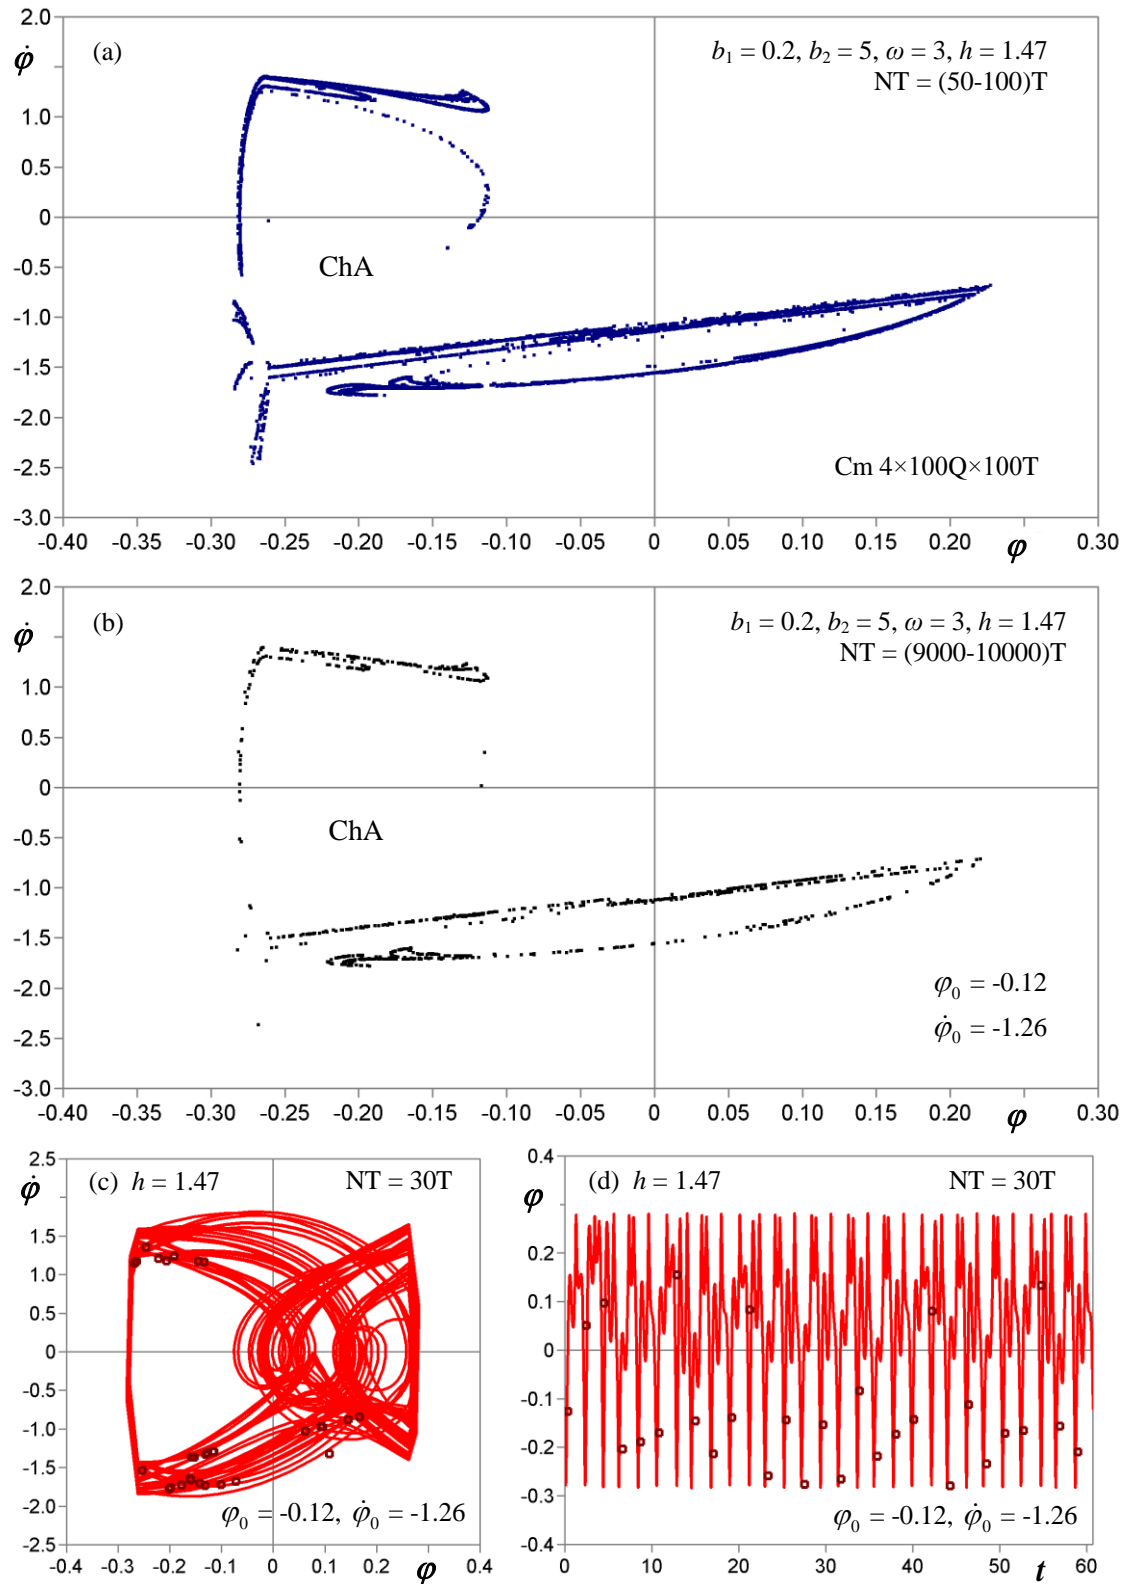 2.0
φ̇
(a)
b₁ = 0.2, b₂ = 5, ω = 3, h = 1.47
NT = (50-100)T
1.0
0.5
0
ChA
-0.5
-1.0
-1.5
-2.0
Cm 4×100Q×100T
-2.5
-3.0
-0.40 -0.35 -0.30 -0.25 -0.20 -0.15 -0.10 -0.05 0 0.05 0.10 0.15 0.20 φ 0.30
2.0
φ̇
(b)
b₁ = 0.2, b₂ = 5, ω = 3, h = 1.47
NT = (9000-10000)T
1.0
0.5
0
ChA
-0.5
-1.0
-1.5
-2.0
φ₀ = -0.12
φ̇₀ = -1.26
-2.5
-3.0
-0.40 -0.35 -0.30 -0.25 -0.20 -0.15 -0.10 -0.05 0 0.05 0.10 0.15 0.20 φ 0.30
2.5
φ̇
(c) h = 1.47 NT = 30T
1.5
1.0
0.5
0
-0.5
-1.0
-1.5
-2.0
-2.5
φ₀ = -0.12, φ̇₀ = -1.26
-0.4 -0.2 -0.1 0 0.1 0.2 φ 0.4
0.4
φ
(d) h = 1.47 NT = 30T
0.2
0.1
0
-0.1
-0.2
-0.3
-0.4
φ₀ = -0.12, φ̇₀ = -1.26
0 10 20 30 40 50 t 60